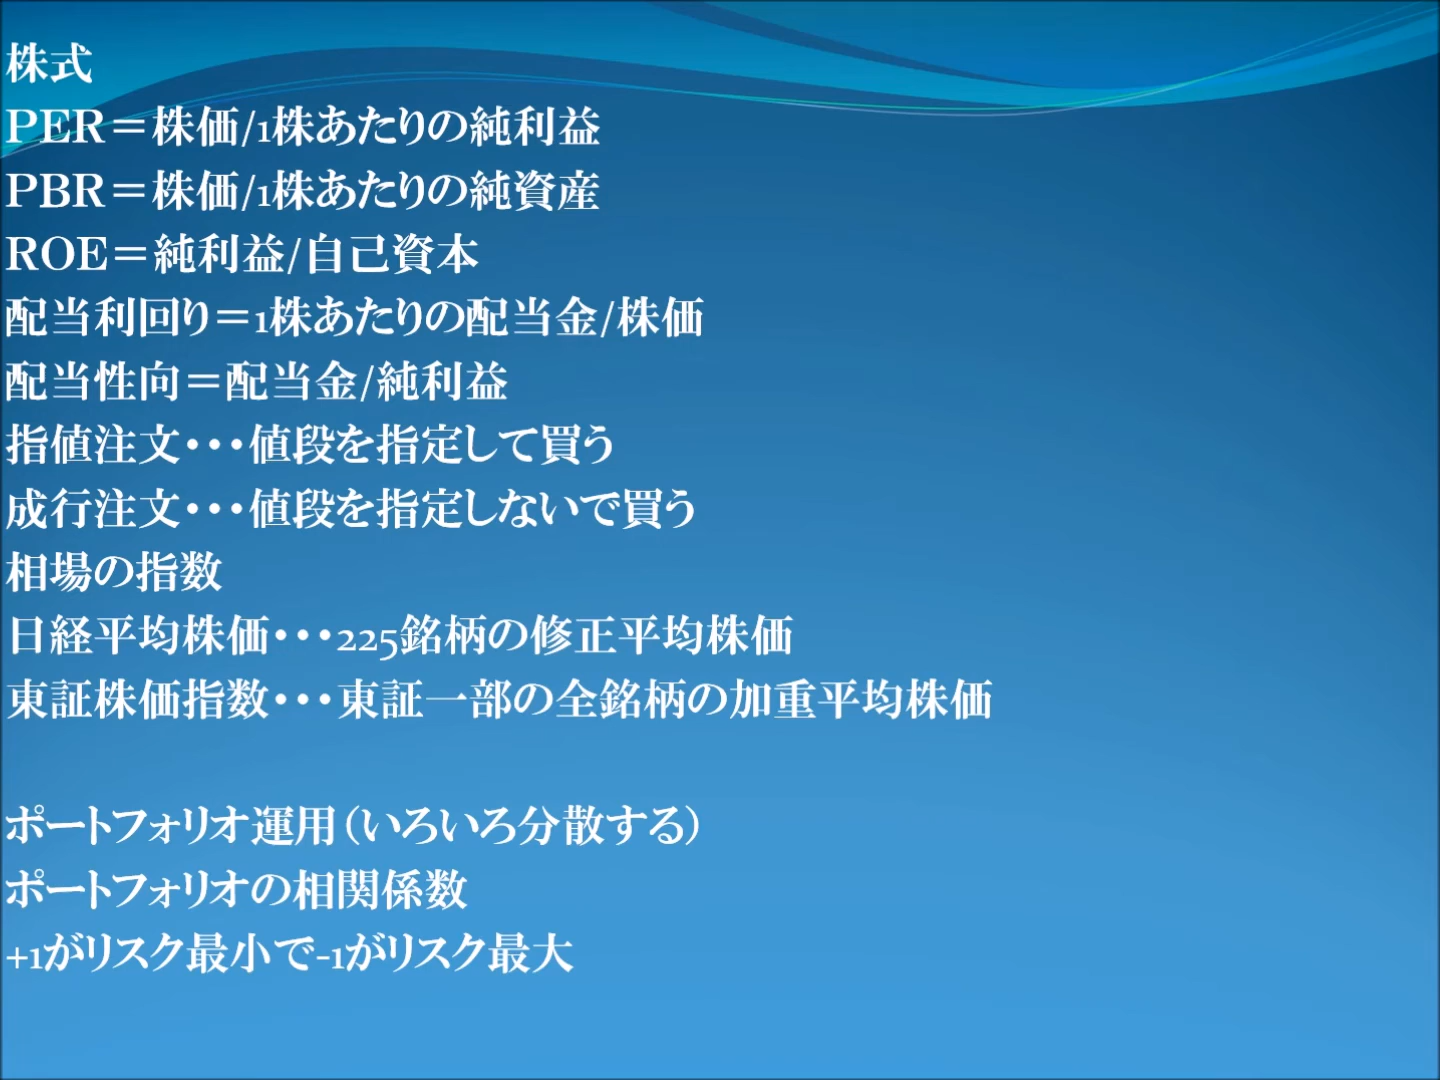 株式
PER＝株価/1株あたりの純利益
PBR＝株価/1株あたりの純資産
ROE＝純利益/自己資本
配当利回り＝1株あたりの配当金/株価
配当性向＝配当金/純利益
指値注文・・・値段を指定して買う
成行注文・・・値段を指定しないで買う
相場の指数
日経平均株価・・・225銘柄の修正平均株価
東証株価指数・・・東証一部の全銘柄の加重平均株価
ポートフォリオ運用（いろいろ分散する）
ポートフォリオの相関係数
+1がリスク最小で-1がリスク最大